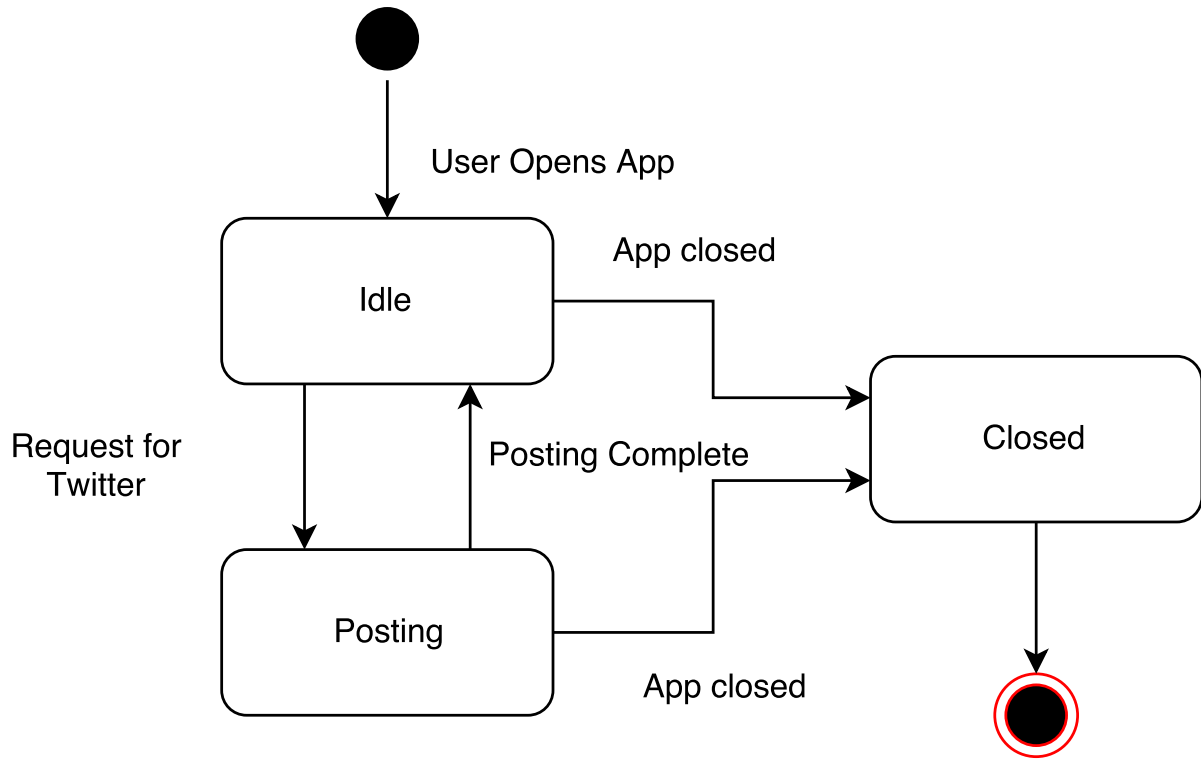 User Opens App
App closed
Idle
Closed
Request for
Twitter
Posting Complete
Posting
App closed